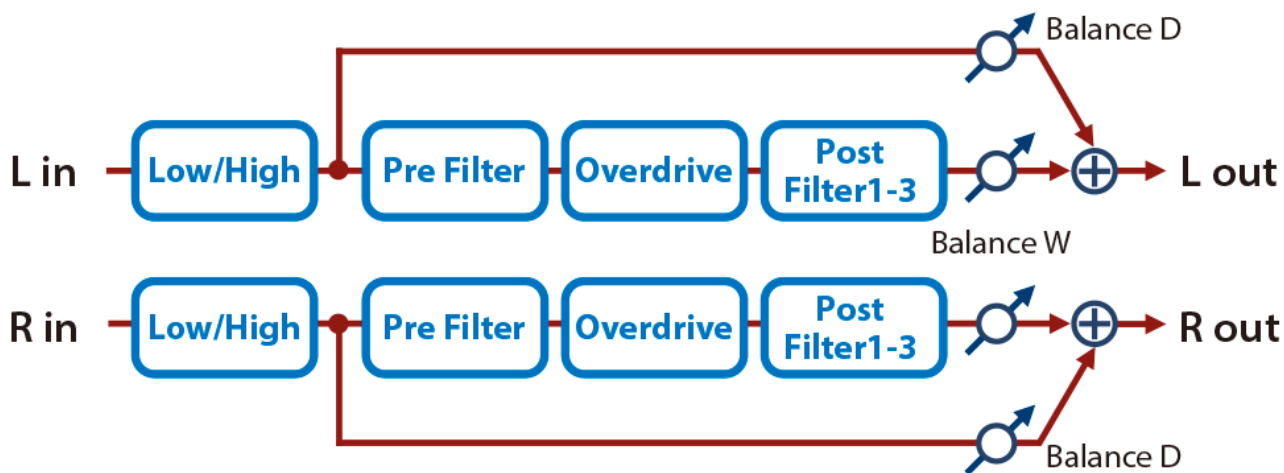 Balance D
L in
Low/High
Pre Filter
Overdrive
Post
Filter1-3
L out
Balance W
R in
Low/High
Pre Filter
Overdrive
Post
Filter1-3
R out
Balance D